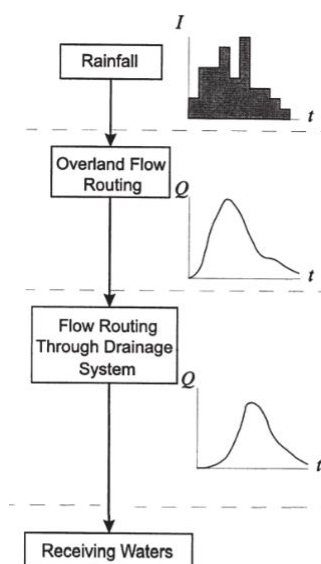 I
Rainfall
t
Overland Flow
Routing
Q
t
Flow Routing
Through Drainage
System
Q
t
Receiving Waters